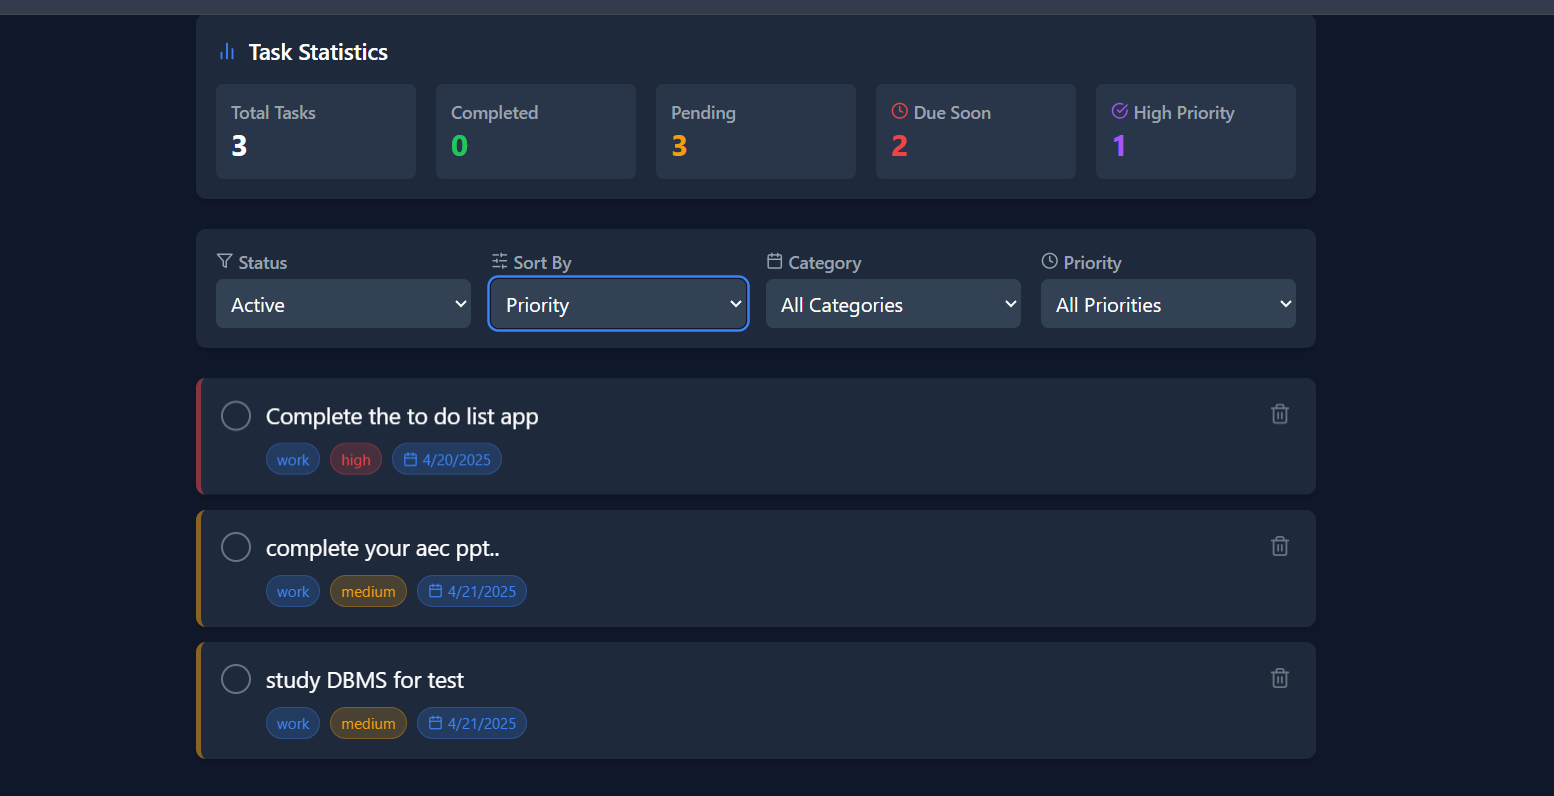 Task Statistics
Total Tasks
3
Completed
0
Pending
3
Due Soon
2
High Priority
1
Status
Active
Sort By
Priority
Category
All Categories
Priority
All Priorities
Complete the to do list app
work high 4/20/2025
complete your aec ppt..
work medium 4/21/2025
study DBMS for test
work medium 4/21/2025